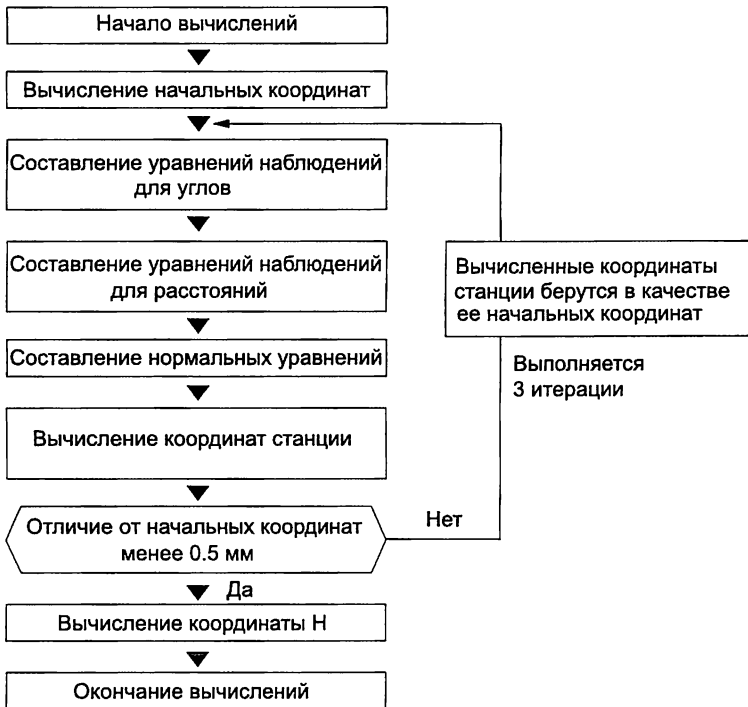 Начало вычислений
Вычисление начальных координат
Составление уравнений наблюдений
для углов
Составление уравнений наблюдений
для расстояний
Вычисленные координаты
станции берутся в качестве
ее начальных координат
Составление нормальных уравнений
Выполняется
3 итерации
Вычисление координат станции
Отличие от начальных координат
менее 0.5 мм
Нет
Да
Вычисление координаты Н
Окончание вычислений